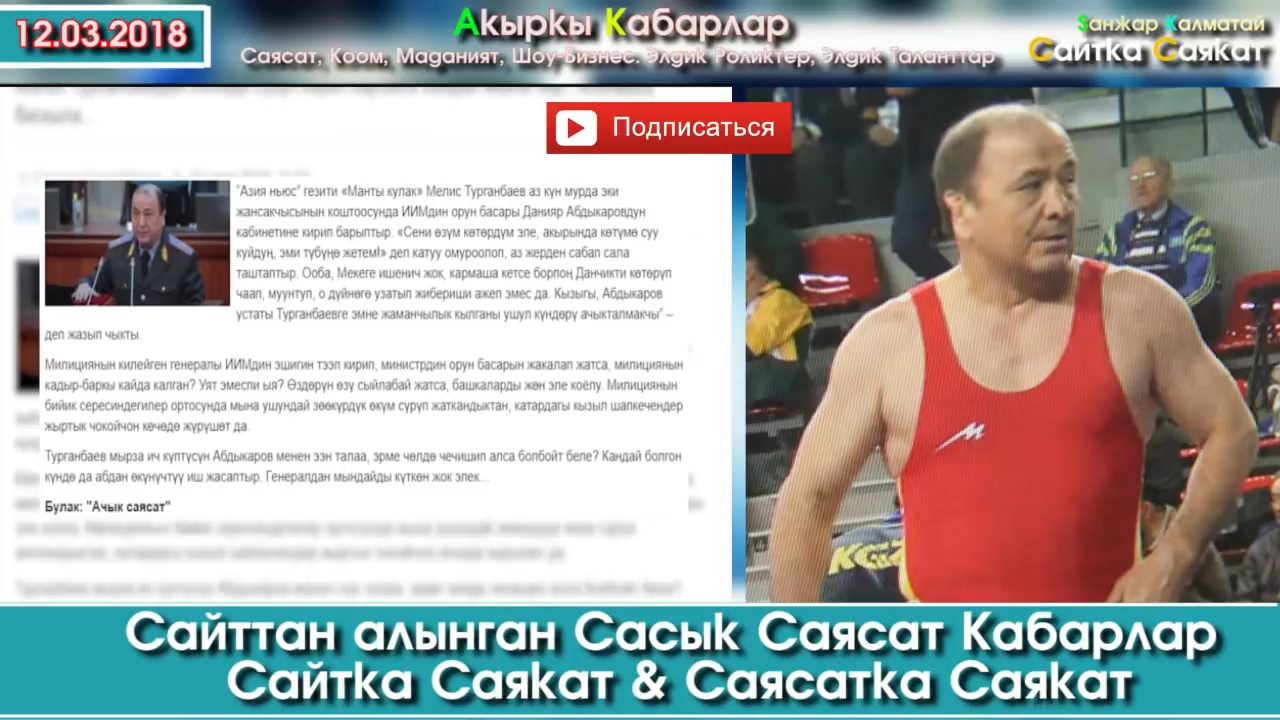 12.03.2018
Акыркы Кабарлар
Саясат, Коом, Маданият, Шоу-Бизнес. Элдик Роликтер, Элдик Таланттар
Sанжар Калматай
Сайтка Саякат
Подписаться
"Азия ньюс" гезити «Манты кулак» Мелис Турганбаев аз күн мурда эки
жансакчысынын коштоосунда ИИМдин орун басары Данияр Абдыкаровдун
кабинетине кирип барыптыр. «Сени өзүм көтөрдүм эле, акырында көтүмө суу
куйдуң, эми түбүңө жетем!» деп катуу омуроолоп, аз жерден сабап сала
таштаптыр. Ооба, Мекеге ишенич жок, кармаша кетсе борпоң Данчикти көтөрүп
чаап, муунтуп, о дүйнөгө узатып жибериши ажеп эмес да. Кызыгы, Абдыкаров
устаты Турганбаевге эмне жаманчылык кылганы ушул күндөрү ачыкталмакчы" –
деп жазып чыкты.
Милициянын килейген генералы ИИМдин эшигин тээп кирип, министрдин орун басарын жакалап жатса, милициянын
кадыр-баркы кайда калган? Уят эмеспи ыя? Өздөрүн өзү сыйлабай жатса, башкаларды жөн эле коёлу. Милициянын
бийик сересиндегилер ортосунда мына ушундай зөөкүрдүк өкүм сүрүп жаткандыктан, катардагы кызыл шапкечендер
жыртык чокойчон көчөдө жүрүшөт да.
Турганбаев мырза ич күптүсүн Абдыкаров менен ээн талаа, эрме чөлдө чечишип алса болбойт беле? Кандай болгон
күндө да абдан өкүнүчтүү иш жасаптыр. Генералдан мындайды күткөн жок элек...
Булак: "Ачык саясат"
KGZ
Сайттан алынган Сасык Саясат Кабарлар
Сайтка Саякат & Саясатка Саякат